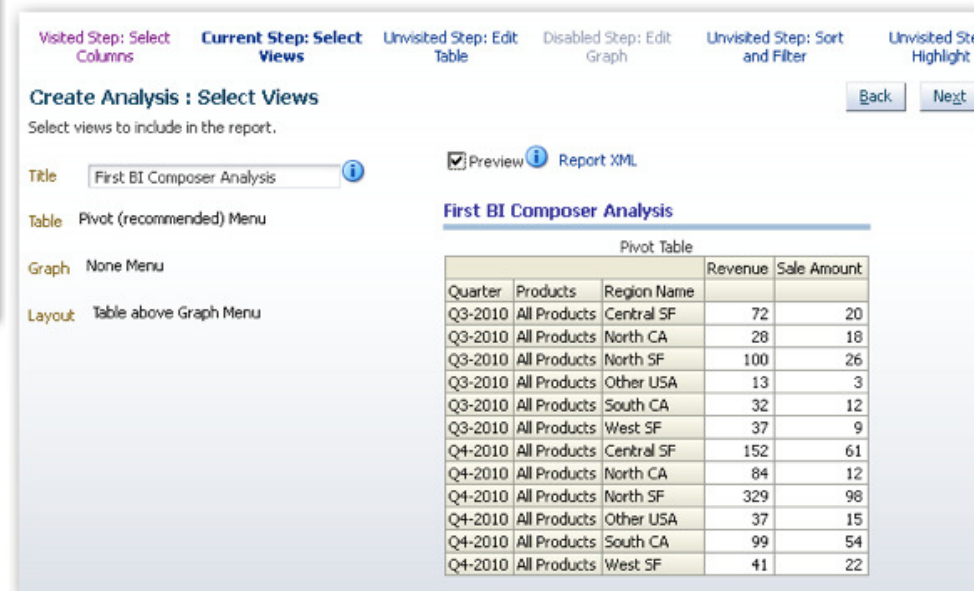 Visited Step: Select Columns
Current Step: Select Views
Unvisited Step: Edit Table
Disabled Step: Edit Graph
Unvisited Step: Sort and Filter
Unvisited Highlight
Create Analysis : Select Views
Back Next
Select views to include in the report.
Title First BI Composer Analysis
Preview Report XML
Table Pivot (recommended) Menu
Graph None Menu
Layout Table above Graph Menu
First BI Composer Analysis
Pivot Table
Revenue Sale Amount
Quarter Products Region Name
Q3-2010 All Products Central SF 72 20
Q3-2010 All Products North CA 28 18
Q3-2010 All Products North SF 100 26
Q3-2010 All Products Other USA 13 3
Q3-2010 All Products South CA 32 12
Q3-2010 All Products West SF 37 9
Q4-2010 All Products Central SF 152 61
Q4-2010 All Products North CA 84 12
Q4-2010 All Products North SF 329 98
Q4-2010 All Products Other USA 37 15
Q4-2010 All Products South CA 99 54
Q4-2010 All Products West SF 41 22